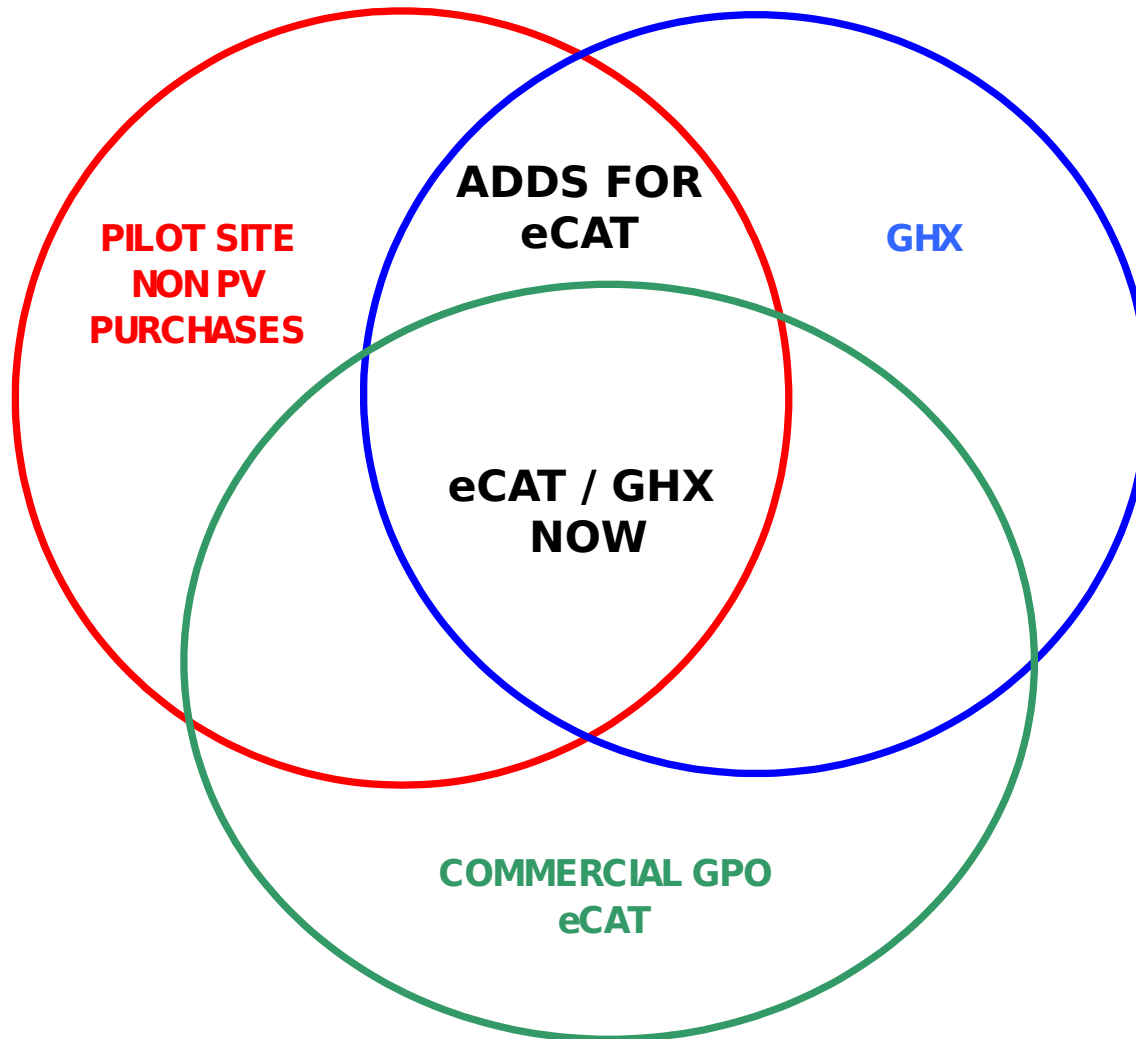 ADDS FOR
eCAT
PILOT SITE
NON PV
PURCHASES
GHX
eCAT / GHX
NOW
COMMERCIAL GPO
eCAT